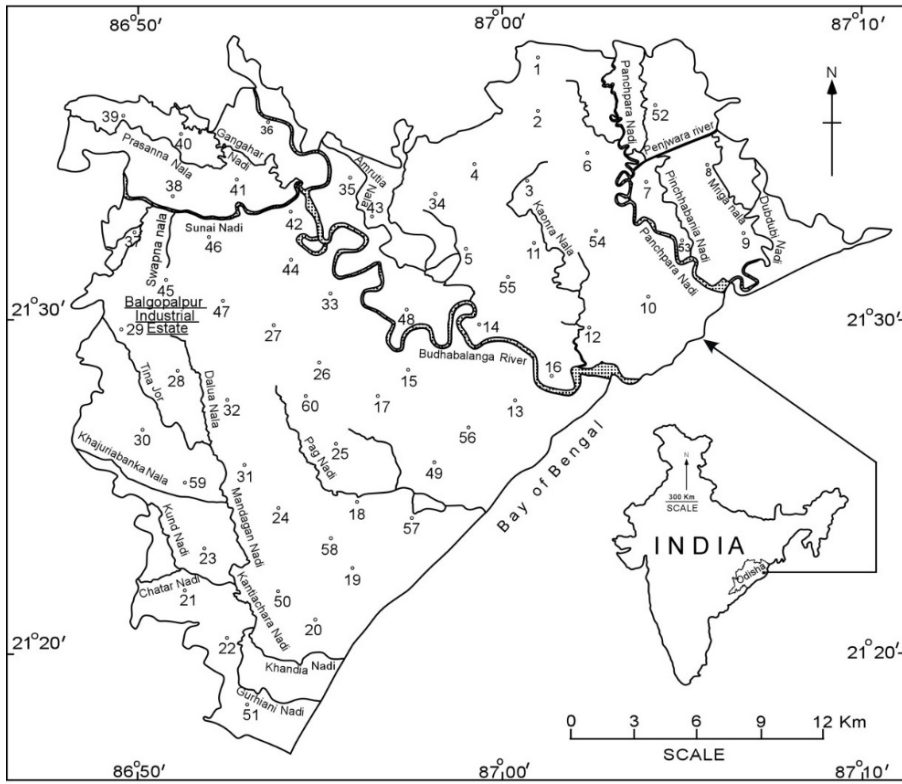 86°50′ 87°00′ 87°10′
N
1
52
Panchpara Nadi
39
40
Gangahar Nadi
36
2
Prasanna Nala
Penjwara river
6
4
Amrutia Nala
35
38
41
3
7
8
Pinchhabania Nadi
Mriga nala
Dubdubi Nadi
34
43
Kaonra Nala
42
Sunai Nadi
46
54
53
9
Panchpara Nadi
11
5
Swapna nala
44
45
55
33
10
Balgopalpur
Industrial
Estate
47
21°30′ 21°30′
29
27
48
14
12
Budhabalanga River
26
15
16
28
Tina Jor
Dalua Nala
32
60
17
13
30
56
25
Pag Nadi
49
Bay of Bengal
Khajuriabanka Nala
31
59
Mandagan Nadi
24
18
57
N
300 Km
SCALE
INDIA
Odisha
Kund Nadi
23
58
19
Chatar Nadi
21
Kantiachara Nadi
50
20
22
21°20′ 21°20′
Khandia Nadi
Gurhiani Nadi
51
0 3 6 9 12 Km
SCALE
86°50′ 87°00′ 87°10′